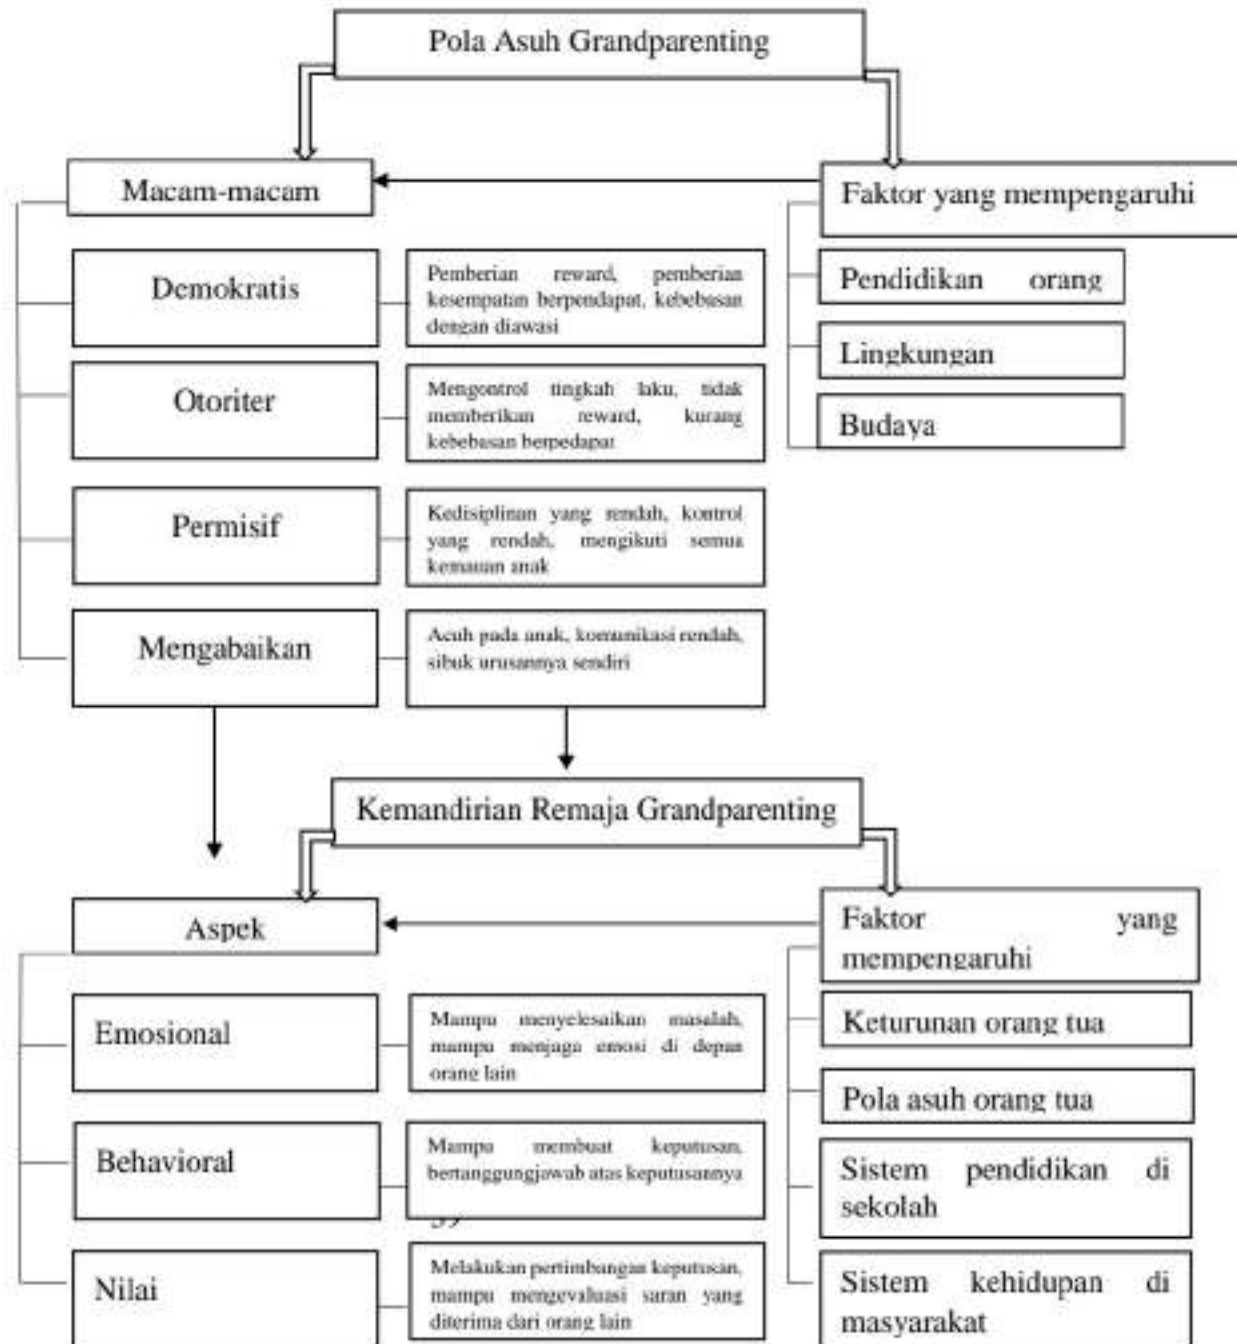 Pola Asuh Grandparenting
Macam-macam
Faktor yang mempengaruhi
Demokratis
Pemberian reward, pemberian
kesempatan berpendapat, kebebasan
dengan diawasi
Pendidikan orang
Lingkungan
Budaya
Otoriter
Mengontrol tingkah laku, tidak
memberikan reward, kurang
kebebasan berpedapat
Permisif
Kedisiplinan yang rendah, kontrol
yang rendah, mengikuti semua
kemauan anak
Mengabaikan
Acuh pada anak, komunikasi rendah,
sibuk urusannya sendiri
Kemandirian Remaja Grandparenting
Aspek
Faktor yang
mempengaruhi
Emosional
Mampu menyelesaikan masalah,
mampu menjaga emosi di depan
orang lain
Keturunan orang tua
Pola asuh orang tua
Behavioral
Mampu membuat keputusan,
bertanggungjawab atas keputusannya
Sistem pendidikan di
sekolah
Nilai
Melakukan pertimbangan keputusan,
mampu mengevaluasi saran yang
diterima dari orang lain
Sistem kehidupan di
masyarakat